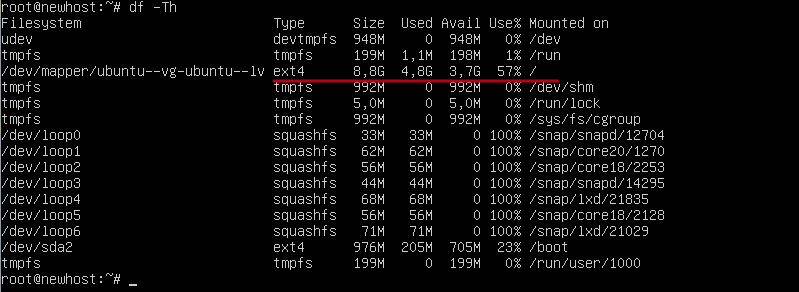 root@newhost:~# df -Th
Filesystem                        Type      Size  Used Avail Use% Mounted on
udev                              devtmpfs  948M     0  948M   0% /dev
tmpfs                             tmpfs     199M  1,1M  198M   1% /run
/dev/mapper/ubuntu--vg-ubuntu--lv ext4      8,8G  4,8G  3,7G  57% /
tmpfs                             tmpfs     992M     0  992M   0% /dev/shm
tmpfs                             tmpfs     5,0M     0  5,0M   0% /run/lock
tmpfs                             tmpfs     992M     0  992M   0% /sys/fs/cgroup
/dev/loop0                        squashfs   33M   33M     0 100% /snap/snapd/12704
/dev/loop1                        squashfs   62M   62M     0 100% /snap/core20/1270
/dev/loop2                        squashfs   56M   56M     0 100% /snap/core18/2253
/dev/loop3                        squashfs   44M   44M     0 100% /snap/snapd/14295
/dev/loop4                        squashfs   68M   68M     0 100% /snap/lxd/21835
/dev/loop5                        squashfs   56M   56M     0 100% /snap/core18/2128
/dev/loop6                        squashfs   71M   71M     0 100% /snap/lxd/21029
/dev/sda2                         ext4      976M  205M  705M  23% /boot
tmpfs                             tmpfs     199M     0  199M   0% /run/user/1000
root@newhost:~# _